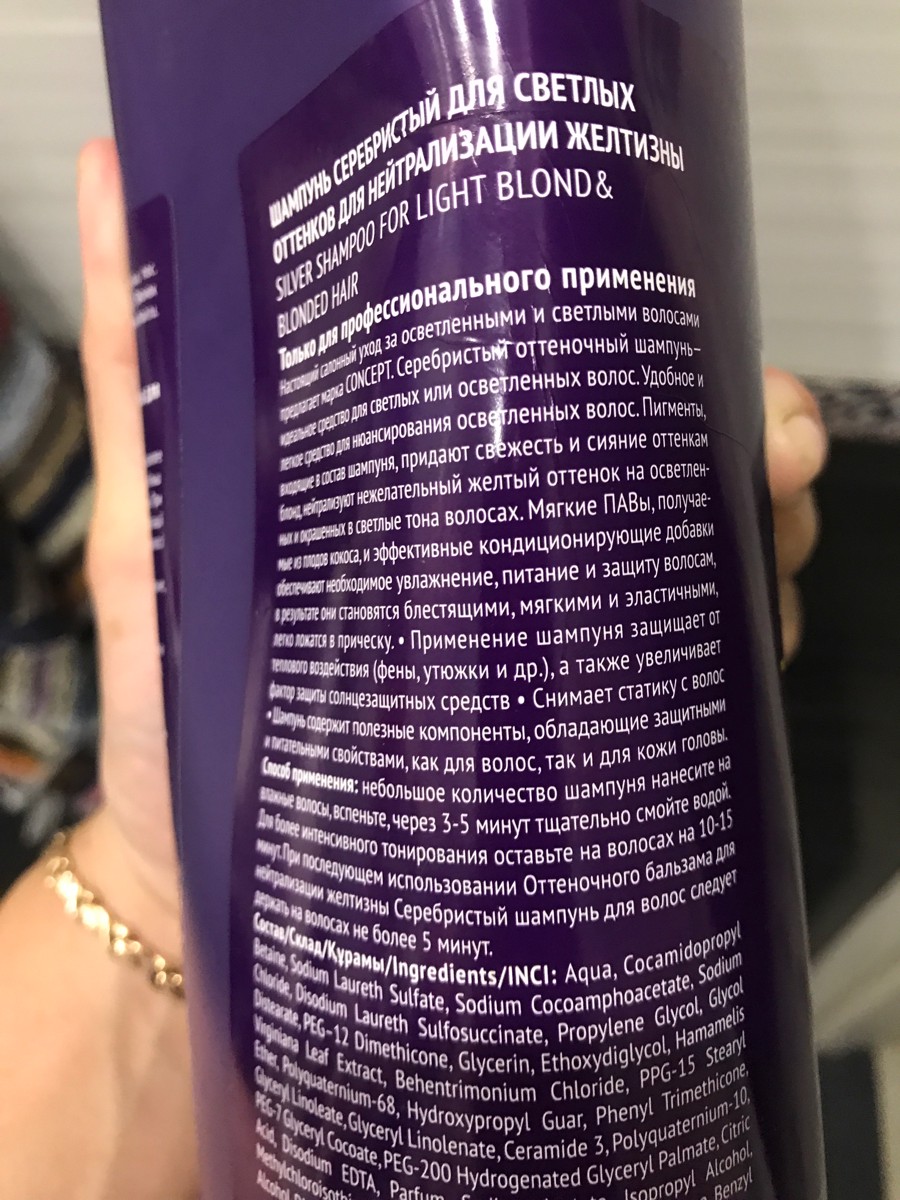 ШАМПУНЬ СЕРЕБРИСТЫЙ ДЛЯ СВЕТЛЫХ
ОТТЕНКОВ ДЛЯ НЕЙТРАЛИЗАЦИИ ЖЕЛТИЗНЫ
SILVER SHAMPOO FOR LIGHT BLOND &
BLONDED HAIR
Только для профессионального применения
Настоящий салонный уход за осветленными и светлыми волосами
предлагает марка CONCEPT. Серебристый оттеночный шампунь–
идеальное средство для светлых или осветленных волос. Удобное и
легкое средство для нюансирования осветленных волос. Пигменты,
входящие в состав шампуня, придают свежесть и сияние оттенкам
блонд, нейтрализуют нежелательный желтый оттенок на осветлен-
ных и окрашенных в светлые тона волосах. Мягкие ПАВы, получае-
мые из плодов кокоса, и эффективные кондиционирующие добавки
обеспечивают необходимое увлажнение, питание и защиту волосам,
в результате они становятся блестящими, мягкими и эластичными,
легко ложатся в прическу. • Применение шампуня защищает от
теплового воздействия (фены, утюжки и др.), а также увеличивает
фактор защиты солнцезащитных средств • Снимает статику с волос
• Шампунь содержит полезные компоненты, обладающие защитными
и питательными свойствами, как для волос, так и для кожи головы.
Способ применения: небольшое количество шампуня нанесите на
влажные волосы, вспеньте, через 3-5 минут тщательно смойте водой.
Для более интенсивного тонирования оставьте на волосах на 10-15
минут. При последующем использовании Оттеночного бальзама для
нейтрализации желтизны Серебристый шампунь для волос следует
держать на волосах не более 5 минут.
Состав/Склад/Құрамы/Ingredients/INCI: Aqua, Cocamidopropyl
Betaine, Sodium Laureth Sulfate, Sodium Cocoamphoacetate, Sodium
Chloride, Disodium Laureth Sulfosuccinate, Propylene Glycol, Glycol
Distearate, PEG-12 Dimethicone, Glycerin, Ethoxydiglycol, Hamamelis
Virginiana Leaf Extract, Behentrimonium Chloride, PPG-15 Stearyl
Ether, Polyquaternium-68, Hydroxypropyl Guar, Phenyl Trimethicone,
Glyceryl Linoleate, Glyceryl Linolenate, Ceramide 3, Polyquaternium-10,
PEG-7 Glyceryl Cocoate, PEG-200 Hydrogenated Glyceryl Palmate, Citric
Acid, Disodium EDTA, Parfum, Isopropyl Alcohol,
Benzyl